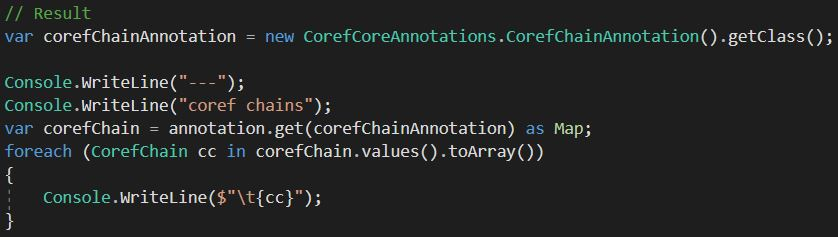 // Result
var corefChainAnnotation = new CorefCoreAnnotations.CorefChainAnnotation().getClass();
Console.WriteLine("---");
Console.WriteLine("coref chains");
var corefChain = annotation.get(corefChainAnnotation) as Map;
foreach (CorefChain cc in corefChain.values().toArray())
{
    Console.WriteLine($"\t{cc}");
}